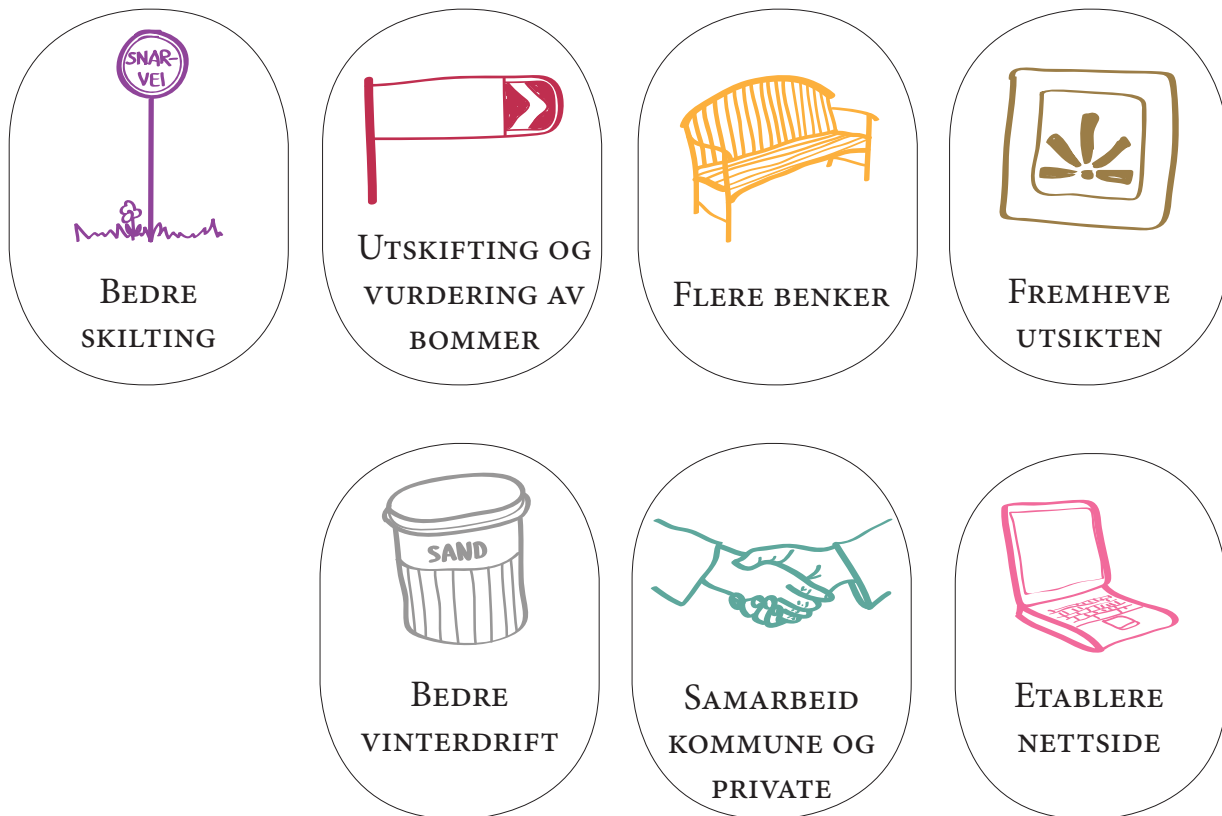 SNAR-
VEI
Bedre
skilting
Utskifting og
vurdering av
bommer
Flere benker
Fremheve
utsikten
SAND
Bedre
vinterdrift
Samarbeid
kommune og
private
Etablere
nettside